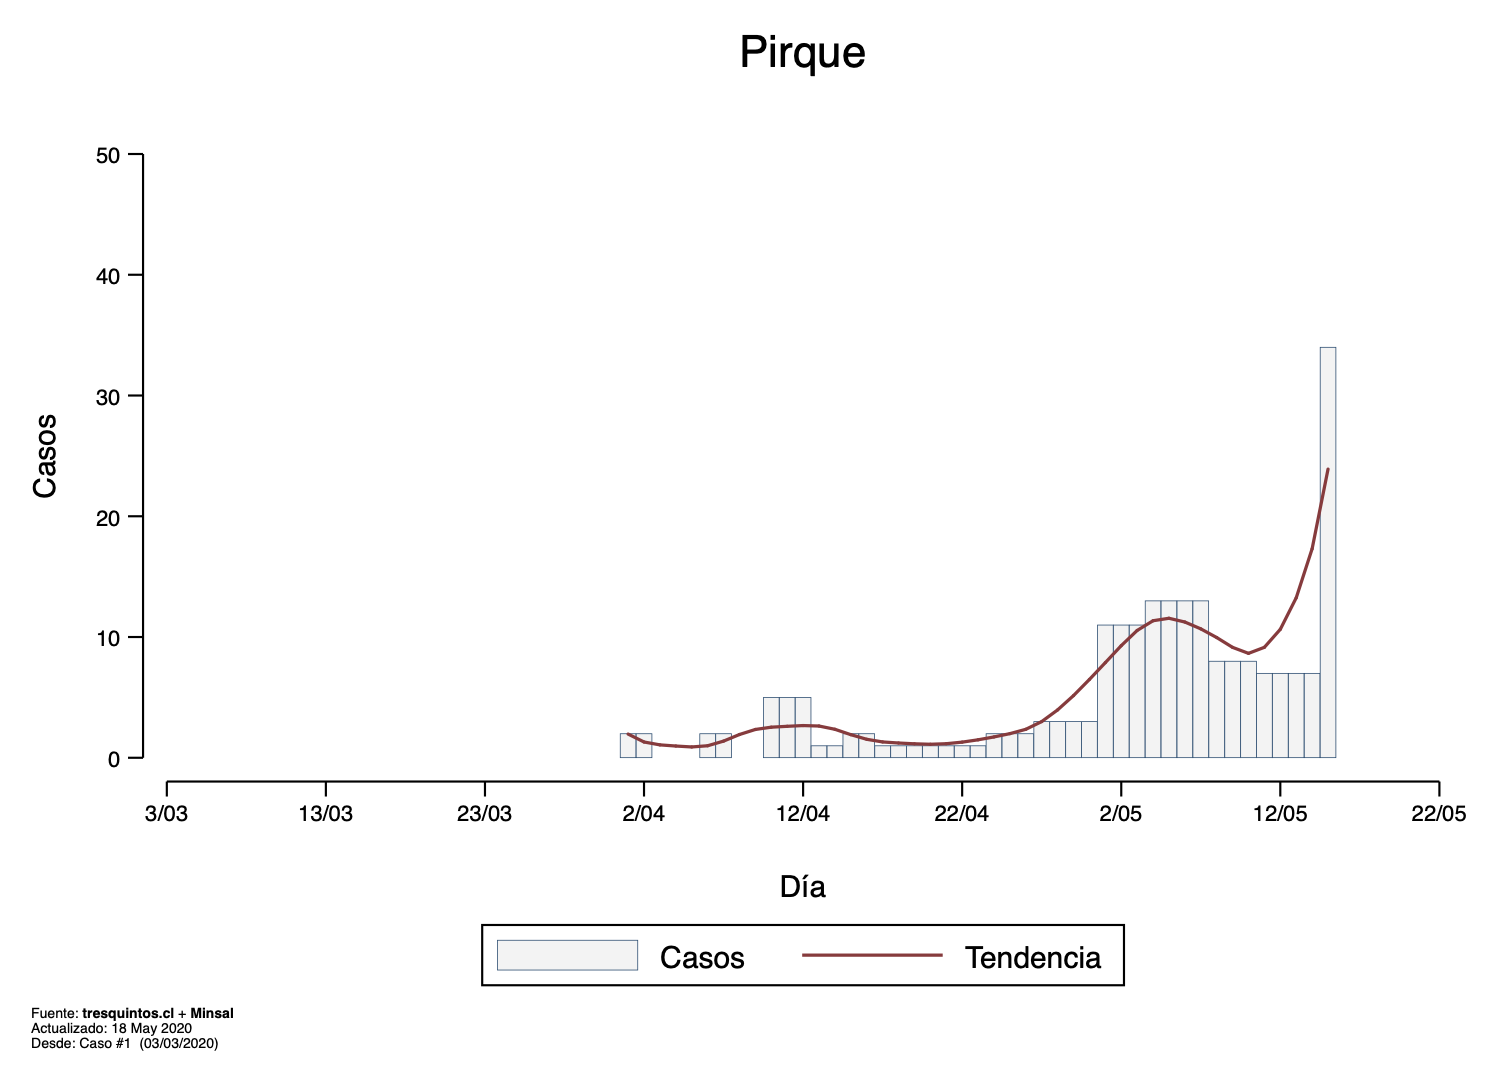 Pirque
50
40
30
20
10
0
Casos
3/03 13/03 23/03 2/04 12/04 22/04 2/05 12/05 22/05
Día
Casos Tendencia
Fuente: tresquintos.cl + Minsal
Actualizado: 18 May 2020
Desde: Caso #1 (03/03/2020)